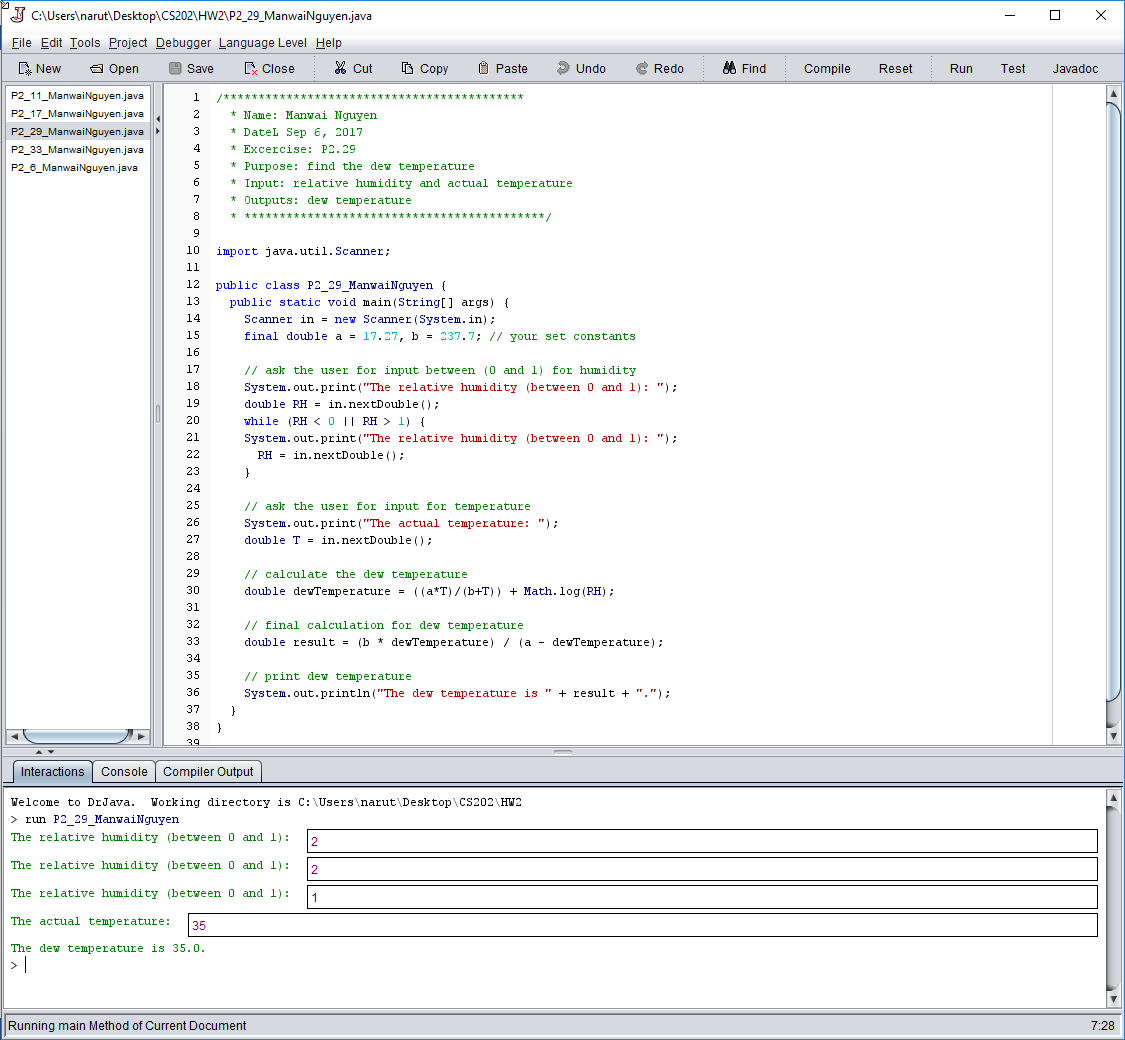 C:\Users\narut\Desktop\CS202\HW2\P2_29_ManwaiNguyen.java
File Edit Tools Project Debugger Language Level Help
New Open Save Close Cut Copy Paste Undo Redo Find Compile Reset Run Test Javadoc
P2_11_ManwaiNguyen.java
P2_17_ManwaiNguyen.java
P2_29_ManwaiNguyen.java
P2_33_ManwaiNguyen.java
P2_6_ManwaiNguyen.java
1 /*******************************************
2 * Name: Manwai Nguyen
3 * DateL Sep 6, 2017
4 * Excercise: P2.29
5 * Purpose: find the dew temperature
6 * Input: relative humidity and actual temperature
7 * Outputs: dew temperature
8 * *******************************************/
9
10 import java.util.Scanner;
11
12 public class P2_29_ManwaiNguyen {
13 public static void main(String[] args) {
14 Scanner in = new Scanner(System.in);
15 final double a = 17.27, b = 237.7; // your set constants
16
17 // ask the user for input between (0 and 1) for humidity
18 System.out.print("The relative humidity (between 0 and 1): ");
19 double RH = in.nextDouble();
20 while (RH < 0 || RH > 1) {
21 System.out.print("The relative humidity (between 0 and 1): ");
22 RH = in.nextDouble();
23 }
24
25 // ask the user for input for temperature
26 System.out.print("The actual temperature: ");
27 double T = in.nextDouble();
28
29 // calculate the dew temperature
30 double dewTemperature = ((a*T)/(b+T)) + Math.log(RH);
31
32 // final calculation for dew temperature
33 double result = (b * dewTemperature) / (a - dewTemperature);
34
35 // print dew temperature
36 System.out.println("The dew temperature is " + result + ".");
37 }
38 }
39
Interactions Console Compiler Output
Welcome to DrJava. Working directory is C:\Users\narut\Desktop\CS202\HW2
> run P2_29_ManwaiNguyen
The relative humidity (between 0 and 1): 2
The relative humidity (between 0 and 1): 2
The relative humidity (between 0 and 1): 1
The actual temperature: 35
The dew temperature is 35.0.
>
Running main Method of Current Document 7:28